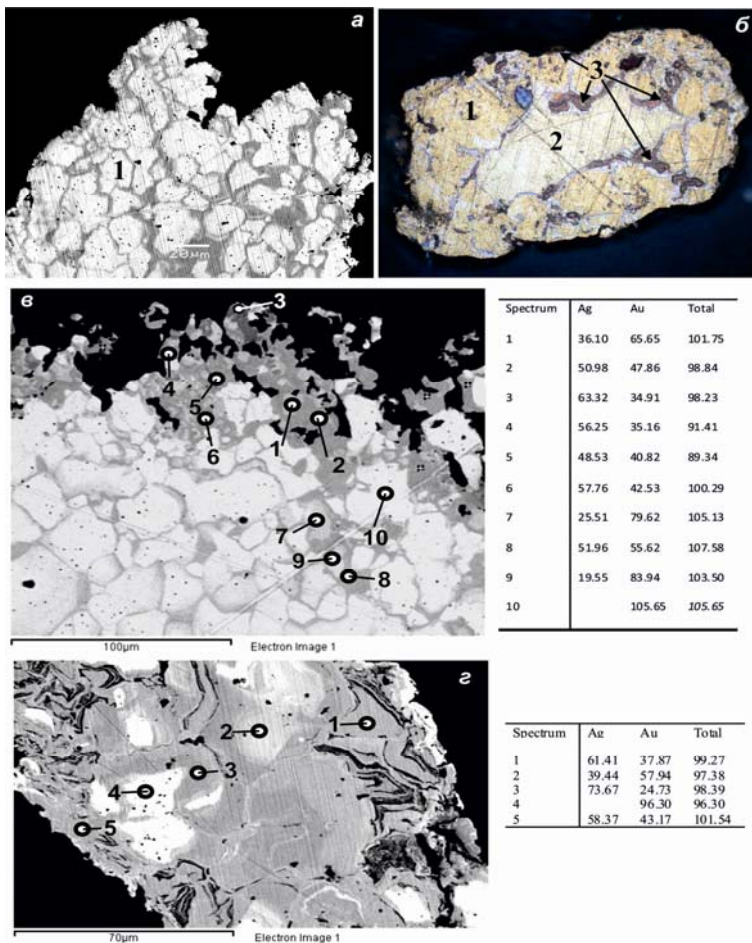 а
1
20 μm
б
1
2
3
в
3
4
5
6
1
2
7
10
9
8
100μm Electron Image 1
Spectrum Ag Au Total
1 36.10 65.65 101.75
2 50.98 47.86 98.84
3 63.32 34.91 98.23
4 56.25 35.16 91.41
5 48.53 40.82 89.34
6 57.76 42.53 100.29
7 25.51 79.62 105.13
8 51.96 55.62 107.58
9 19.55 83.94 103.50
10 105.65 105.65
г
1
2
3
4
5
70μm Electron Image 1
Spectrum Ag Au Total
1 61.41 37.87 99.27
2 39.44 57.94 97.38
3 73.67 24.73 98.39
4 96.30 96.30
5 58.37 43.17 101.54